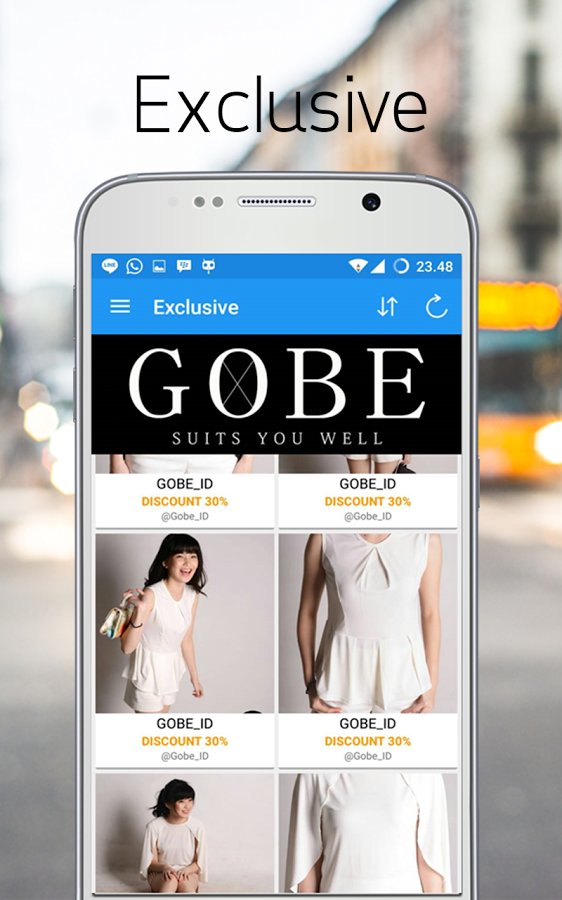 Exclusive
LINE
23.48
Exclusive
GOBE
SUITS YOU WELL
GOBE_ID
DISCOUNT 30%
@Gobe_ID
GOBE_ID
DISCOUNT 30%
@Gobe_ID
GOBE_ID
DISCOUNT 30%
@Gobe_ID
GOBE_ID
DISCOUNT 30%
@Gobe_ID